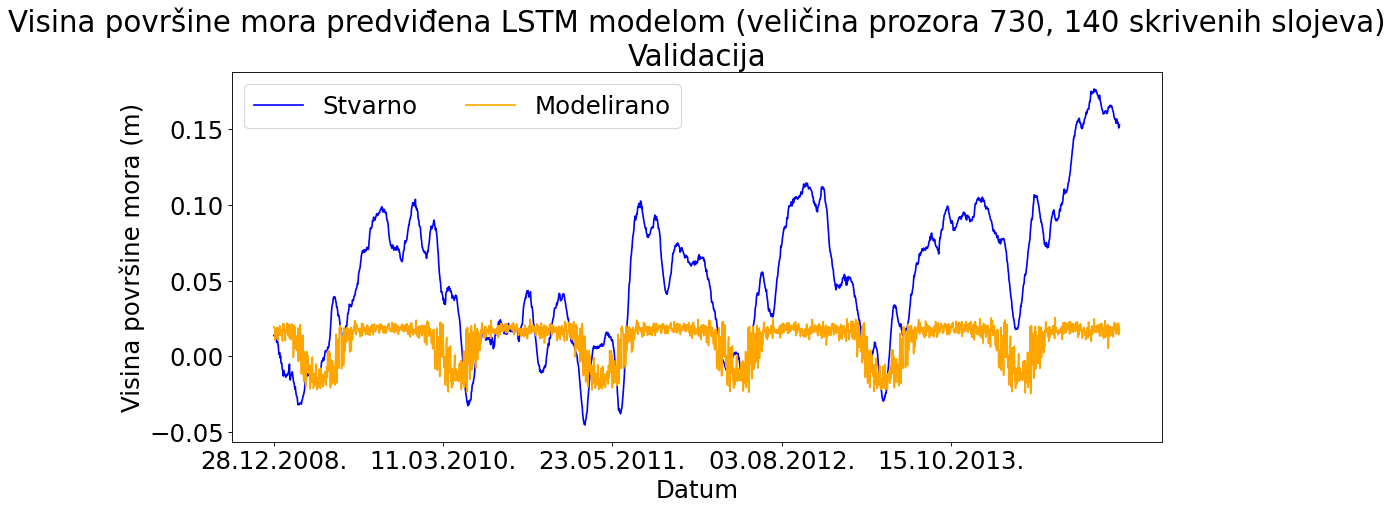 Visina površine mora predviđena LSTM modelom (veličina prozora 730, 140 skrivenih slojeva)
Validacija
Stvarno
Modelirano
Visina površine mora (m)
0.15
0.10
0.05
0.00
−0.05
28.12.2008.
11.03.2010.
23.05.2011.
03.08.2012.
15.10.2013.
Datum